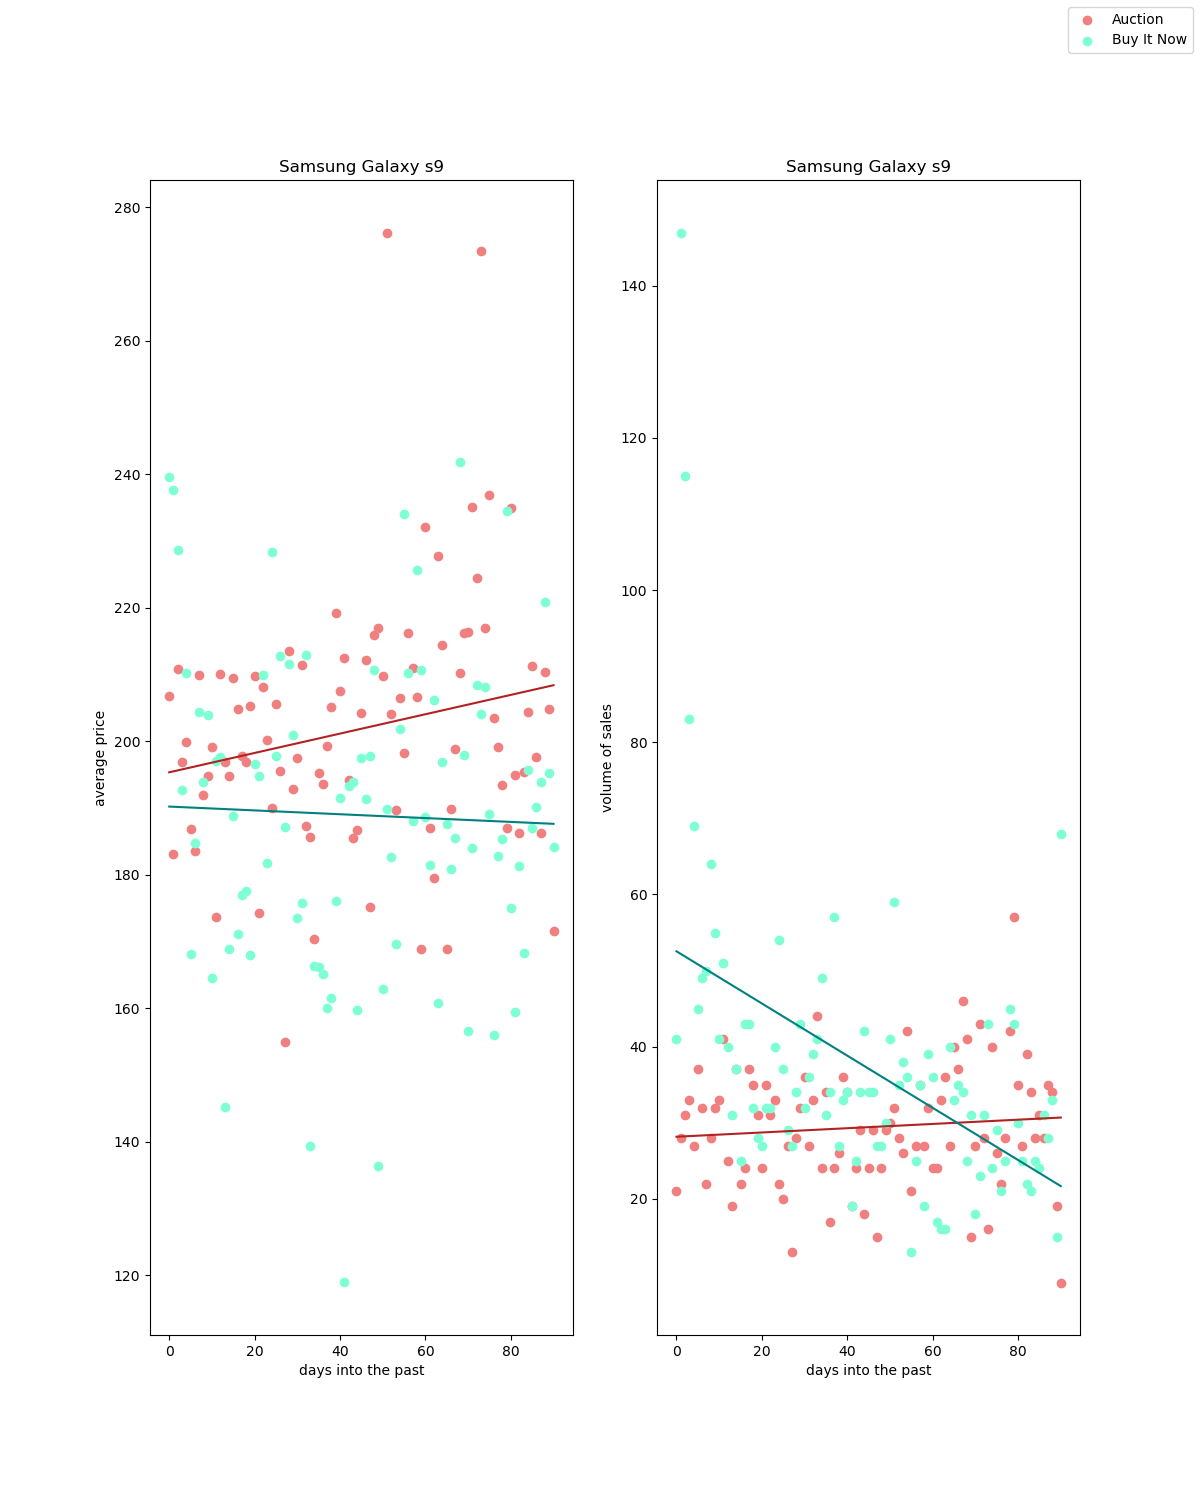 Auction
Buy It Now
Samsung Galaxy s9
280
260
240
220
200
180
160
140
120
average price
0 20 40 60 80
days into the past
Samsung Galaxy s9
140
120
100
80
60
40
20
volume of sales
0 20 40 60 80
days into the past